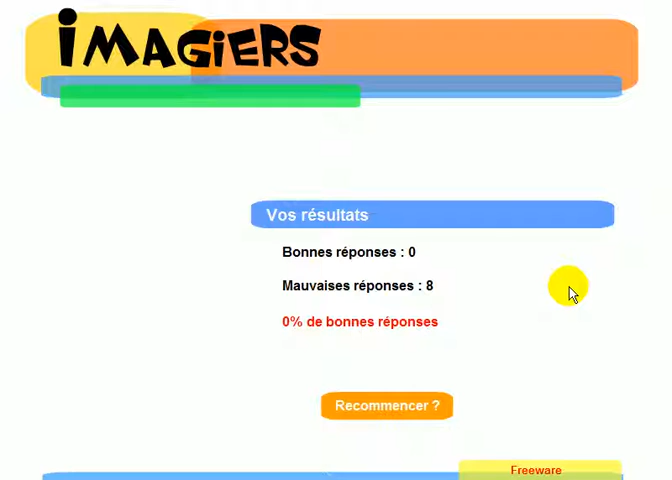 iMAGiERS
Vos résultats
Bonnes réponses : 0
Mauvaises réponses : 8
0% de bonnes réponses
Recommencer ?
Freeware